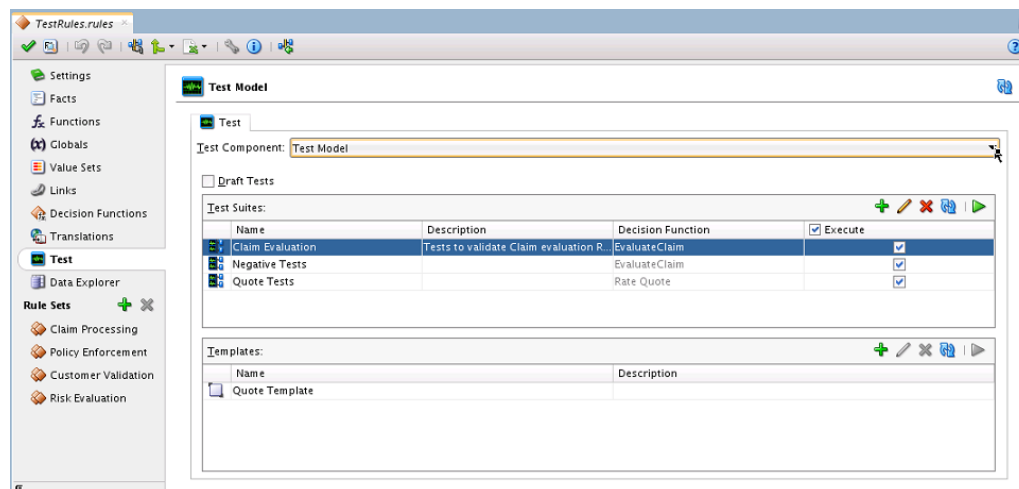 TestRules.rules
Settings
Facts
Functions
Globals
Value Sets
Links
Decision Functions
Translations
Test
Data Explorer
Rule Sets
Claim Processing
Policy Enforcement
Customer Validation
Risk Evaluation
Test Model
Test
Test Component: Test Model
Draft Tests
Test Suites:
Name Description Decision Function Execute
Claim Evaluation Tests to validate Claim evaluation R... EvaluateClaim
Negative Tests EvaluateClaim
Quote Tests Rate Quote
Templates:
Name Description
Quote Template